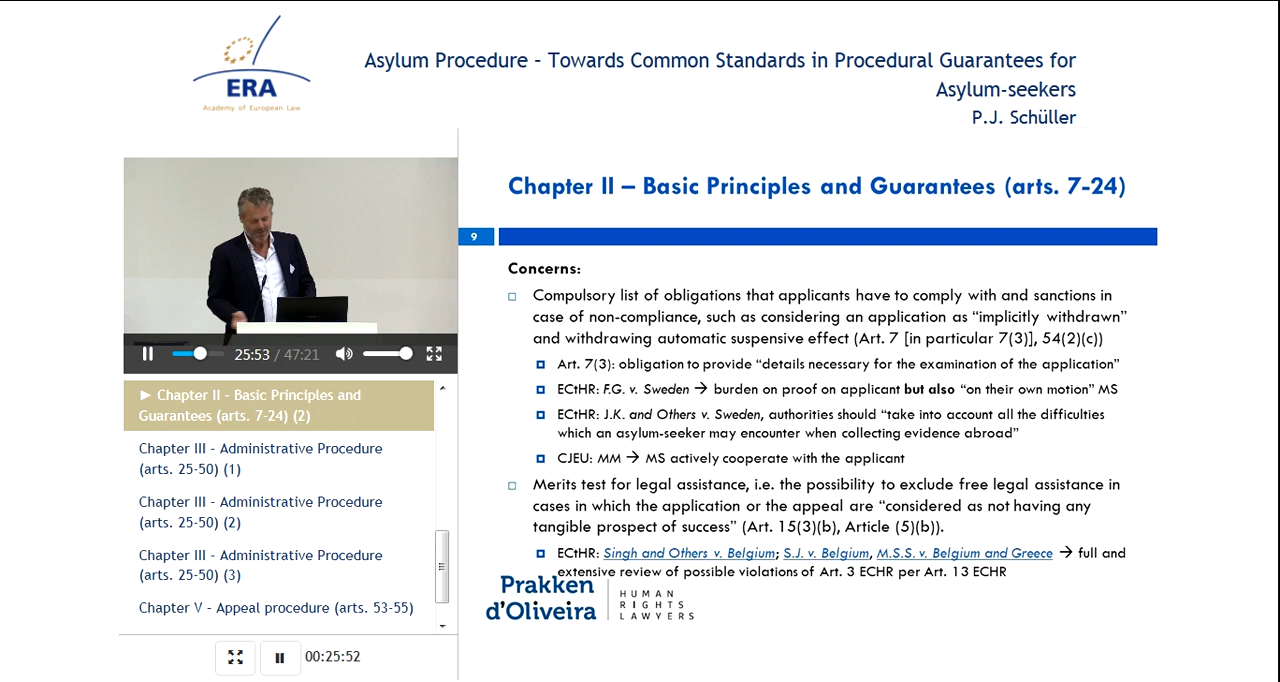 ERA
Academy of European Law
Asylum Procedure - Towards Common Standards in Procedural Guarantees for
Asylum-seekers
P.J. Schüller
25:53 / 47:21
► Chapter II - Basic Principles and
Guarantees (arts. 7-24) (2)
Chapter III - Administrative Procedure
(arts. 25-50) (1)
Chapter III - Administrative Procedure
(arts. 25-50) (2)
Chapter III - Administrative Procedure
(arts. 25-50) (3)
Chapter V - Appeal procedure (arts. 53-55)
00:25:52
Chapter II – Basic Principles and Guarantees (arts. 7-24)
9
Concerns:
Compulsory list of obligations that applicants have to comply with and sanctions in
case of non-compliance, such as considering an application as “implicitly withdrawn”
and withdrawing automatic suspensive effect (Art. 7 [in particular 7(3)], 54(2)(c))
Art. 7(3): obligation to provide “details necessary for the examination of the application”
ECtHR: F.G. v. Sweden → burden on proof on applicant but also “on their own motion” MS
ECtHR: J.K. and Others v. Sweden, authorities should “take into account all the difficulties
which an asylum-seeker may encounter when collecting evidence abroad”
CJEU: MM → MS actively cooperate with the applicant
Merits test for legal assistance, i.e. the possibility to exclude free legal assistance in
cases in which the application or the appeal are “considered as not having any
tangible prospect of success” (Art. 15(3)(b), Article (5)(b)).
ECtHR: Singh and Others v. Belgium; S.J. v. Belgium, M.S.S. v. Belgium and Greece → full and
extensive review of possible violations of Art. 3 ECHR per Art. 13 ECHR
Prakken
d'Oliveira
HUMAN
RIGHTS
LAWYERS